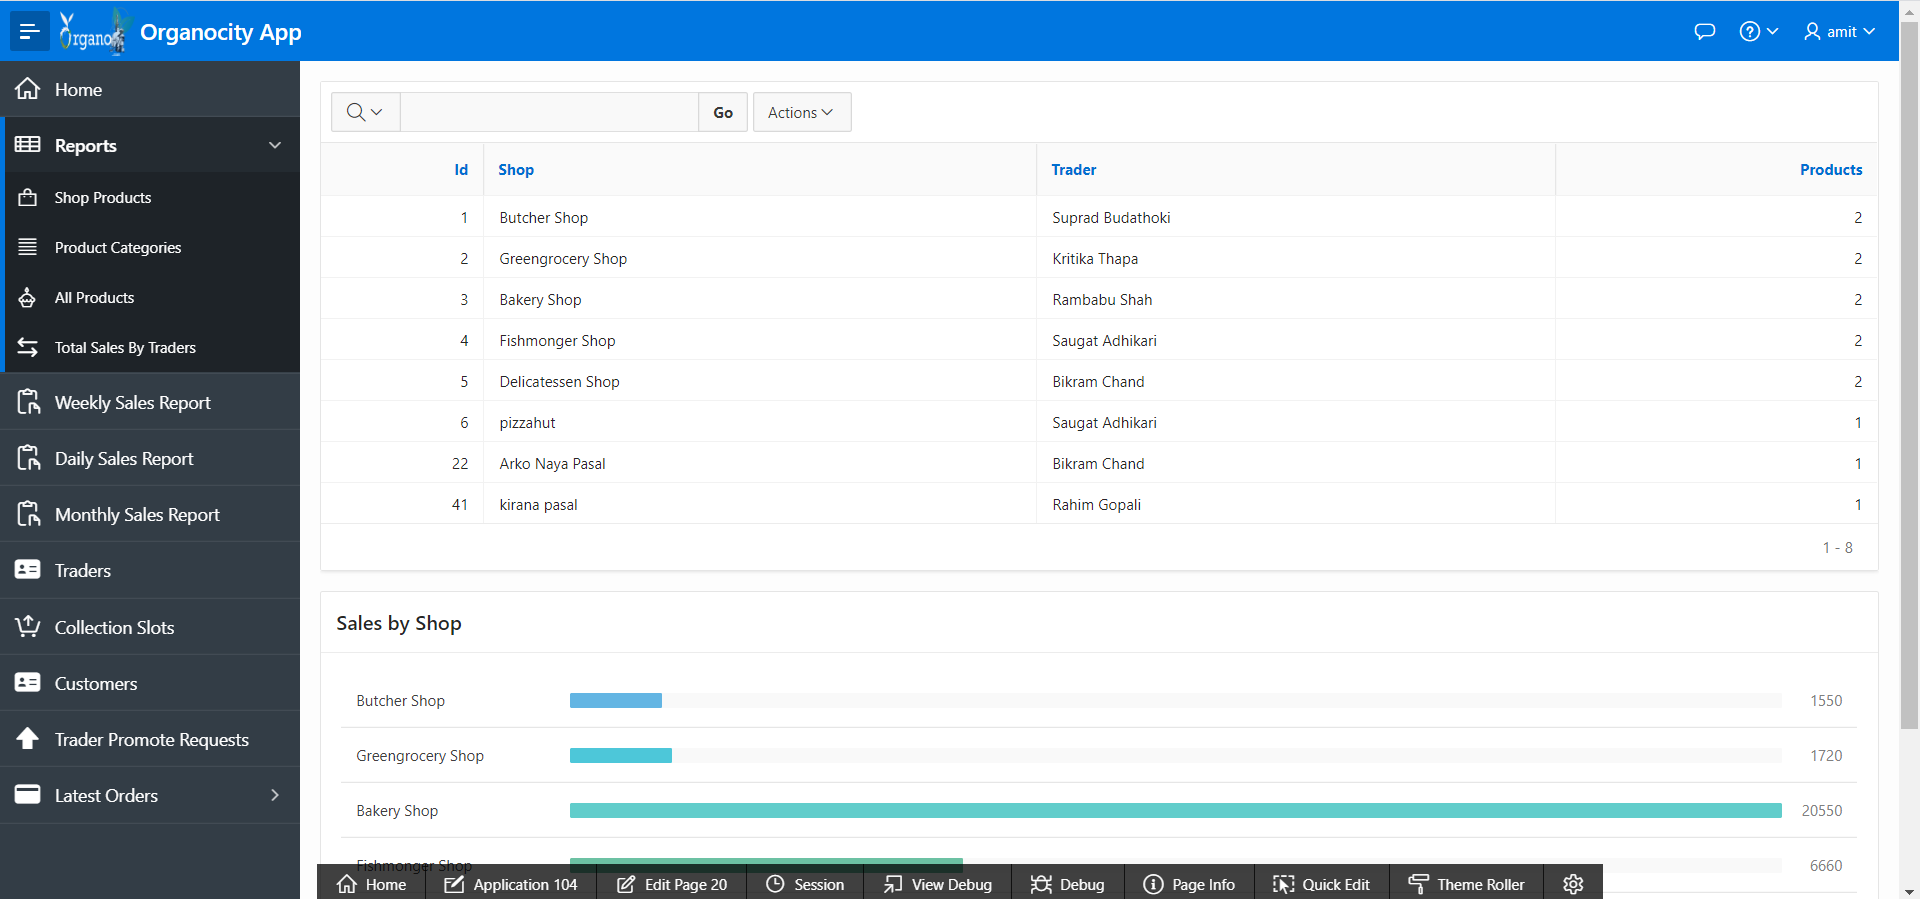 Organo Organocity App amit
Home
Reports
Shop Products
Product Categories
All Products
Total Sales By Traders
Weekly Sales Report
Daily Sales Report
Monthly Sales Report
Traders
Collection Slots
Customers
Trader Promote Requests
Latest Orders
Go Actions
Id Shop Trader Products
1 Butcher Shop Suprad Budathoki 2
2 Greengrocery Shop Kritika Thapa 2
3 Bakery Shop Rambabu Shah 2
4 Fishmonger Shop Saugat Adhikari 2
5 Delicatessen Shop Bikram Chand 2
6 pizzahut Saugat Adhikari 1
22 Arko Naya Pasal Bikram Chand 1
41 kirana pasal Rahim Gopali 1
1 - 8
Sales by Shop
Butcher Shop 1550
Greengrocery Shop 1720
Bakery Shop 20550
Fishmonger Shop 6660
Home Application 104 Edit Page 20 Session View Debug Debug Page Info Quick Edit Theme Roller